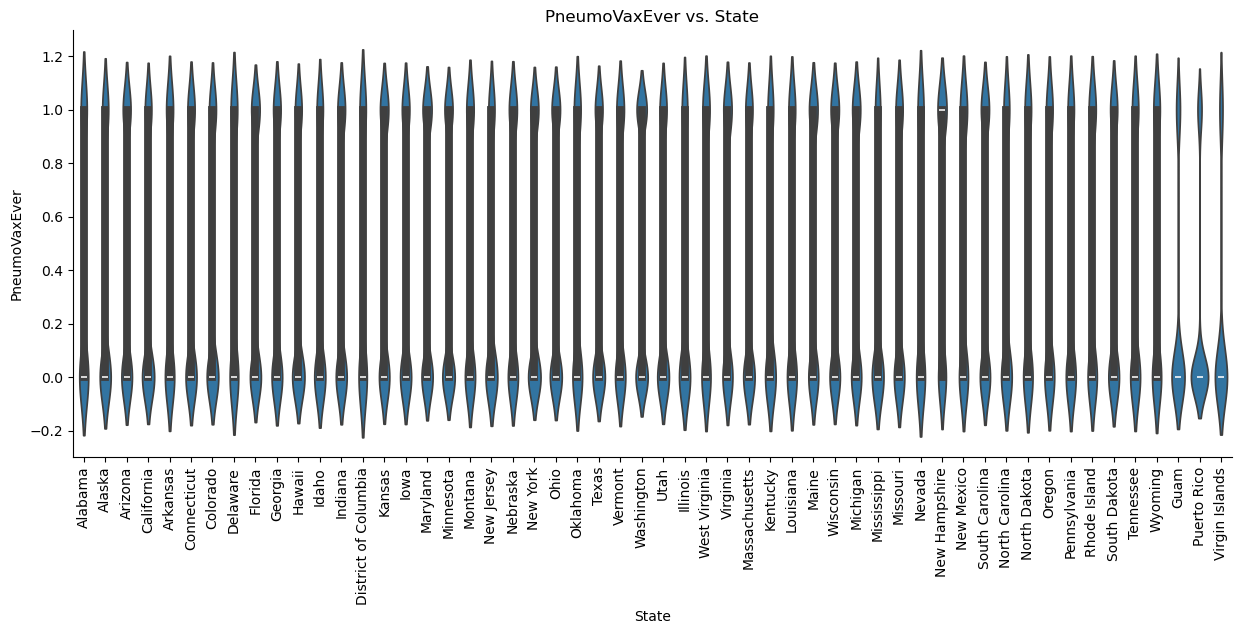 PneumoVaxEver vs. State
PneumoVaxEver
1.2
1.0
0.8
0.6
0.4
0.2
0.0
−0.2
Alabama
Alaska
Arizona
California
Arkansas
Connecticut
Colorado
Delaware
Florida
Georgia
Hawaii
Idaho
Indiana
District of Columbia
Kansas
Iowa
Maryland
Minnesota
Montana
New Jersey
Nebraska
New York
Ohio
Oklahoma
Texas
Vermont
Washington
Utah
Illinois
West Virginia
Virginia
Massachusetts
Kentucky
Louisiana
Maine
Wisconsin
Michigan
Mississippi
Missouri
Nevada
New Hampshire
New Mexico
South Carolina
North Carolina
North Dakota
Oregon
Pennsylvania
Rhode Island
South Dakota
Tennessee
Wyoming
Guam
Puerto Rico
Virgin Islands
State